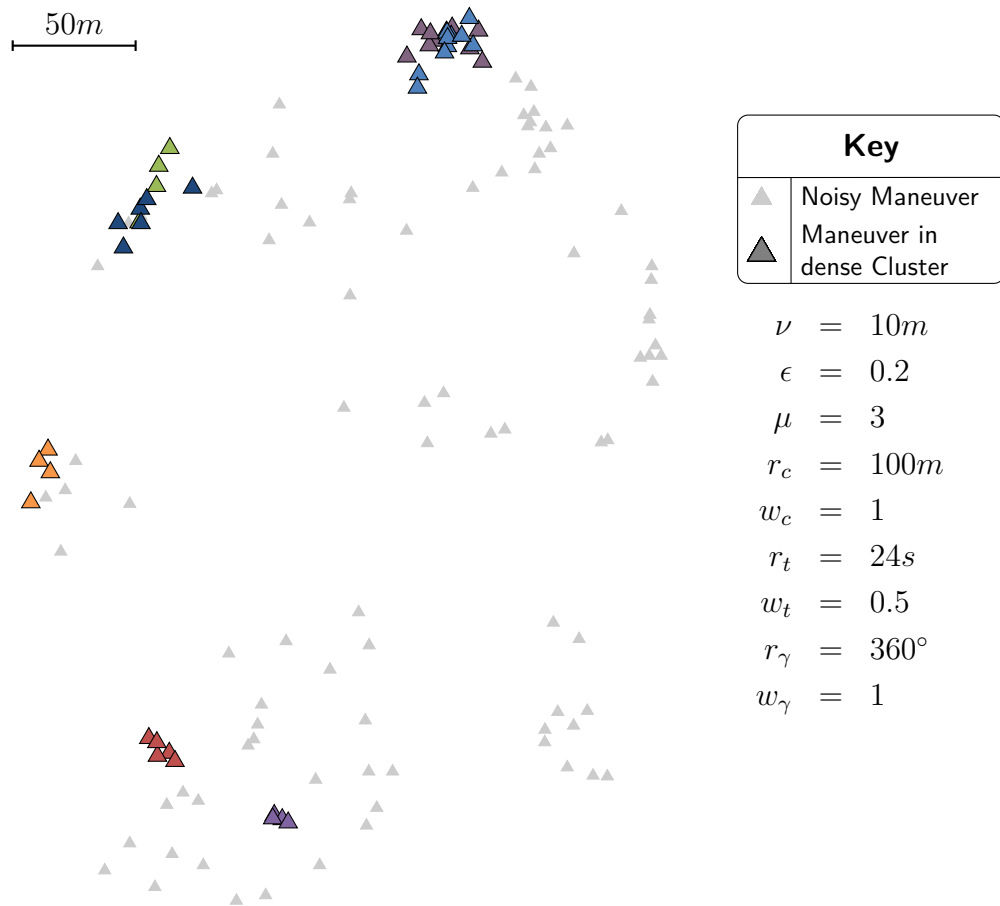 50m
Key
Noisy Maneuver
Maneuver in
dense Cluster
ν = 10m
ϵ = 0.2
μ = 3
r_c = 100m
w_c = 1
r_t = 24s
w_t = 0.5
r_γ = 360°
w_γ = 1